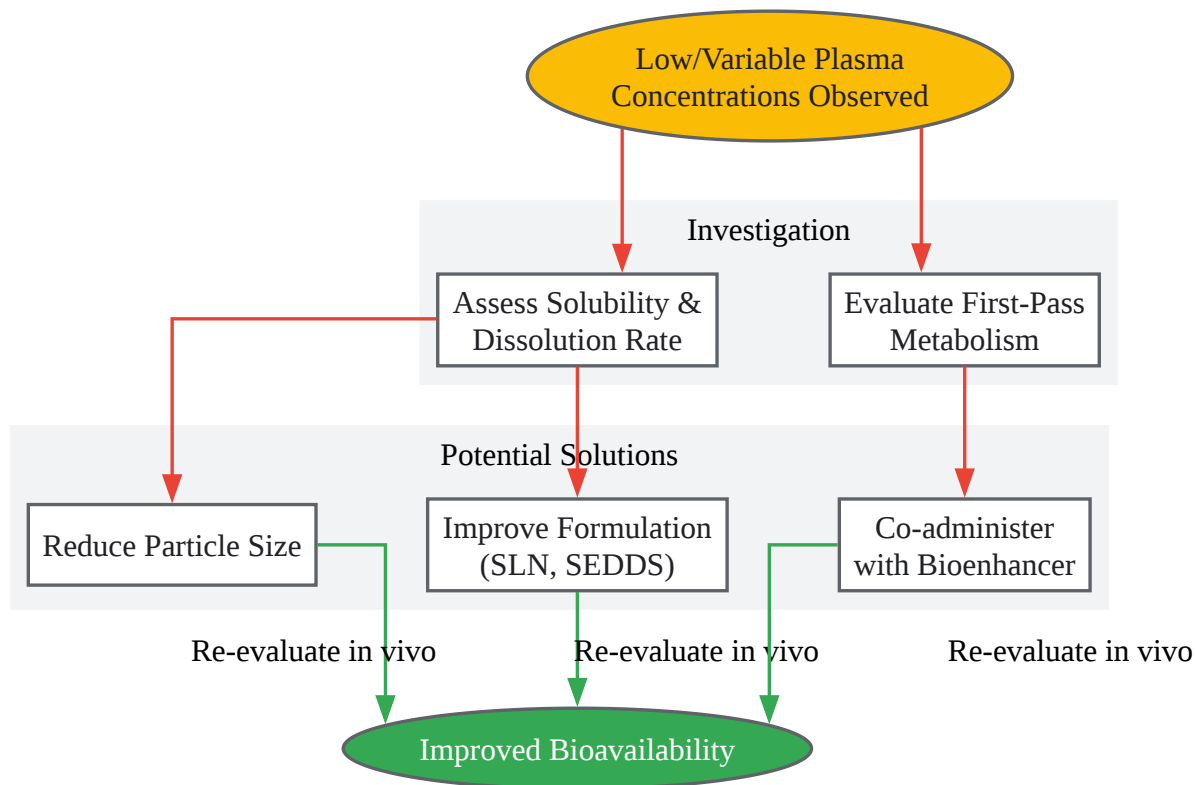 Low/Variable Plasma
Concentrations Observed
Investigation
Assess Solubility &
Dissolution Rate
Evaluate First-Pass
Metabolism
Potential Solutions
Reduce Particle Size
Improve Formulation
(SLN, SEDDS)
Co-administer
with Bioenhancer
Re-evaluate in vivo
Re-evaluate in vivo
Re-evaluate in vivo
Improved Bioavailability